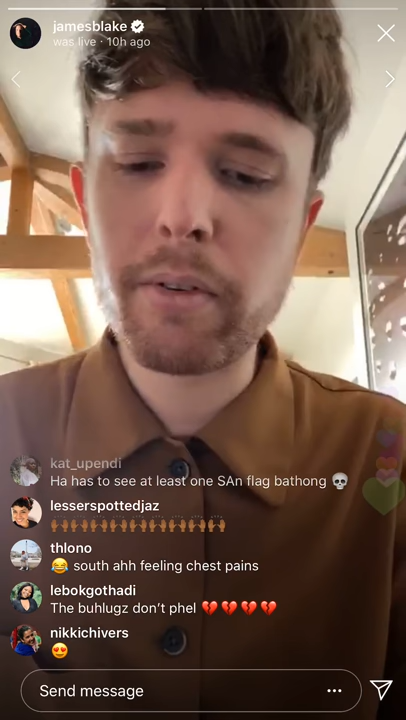 jamesblake
was live · 10h ago
kat_upendi
Ha has to see at least one SAn flag bathong 💀
lesserspottedjaz
🙌🏾🙌🏾🙌🏾🙌🏾🙌🏾🙌🏾🙌🏾🙌🏾🙌🏾🙌🏾🙌🏾🙌🏾
thlono
😂 south ahh feeling chest pains
lebokgothadi
The buhlugz don’t phel 💔 💔 💔 💔
nikkichivers
😍
Send message